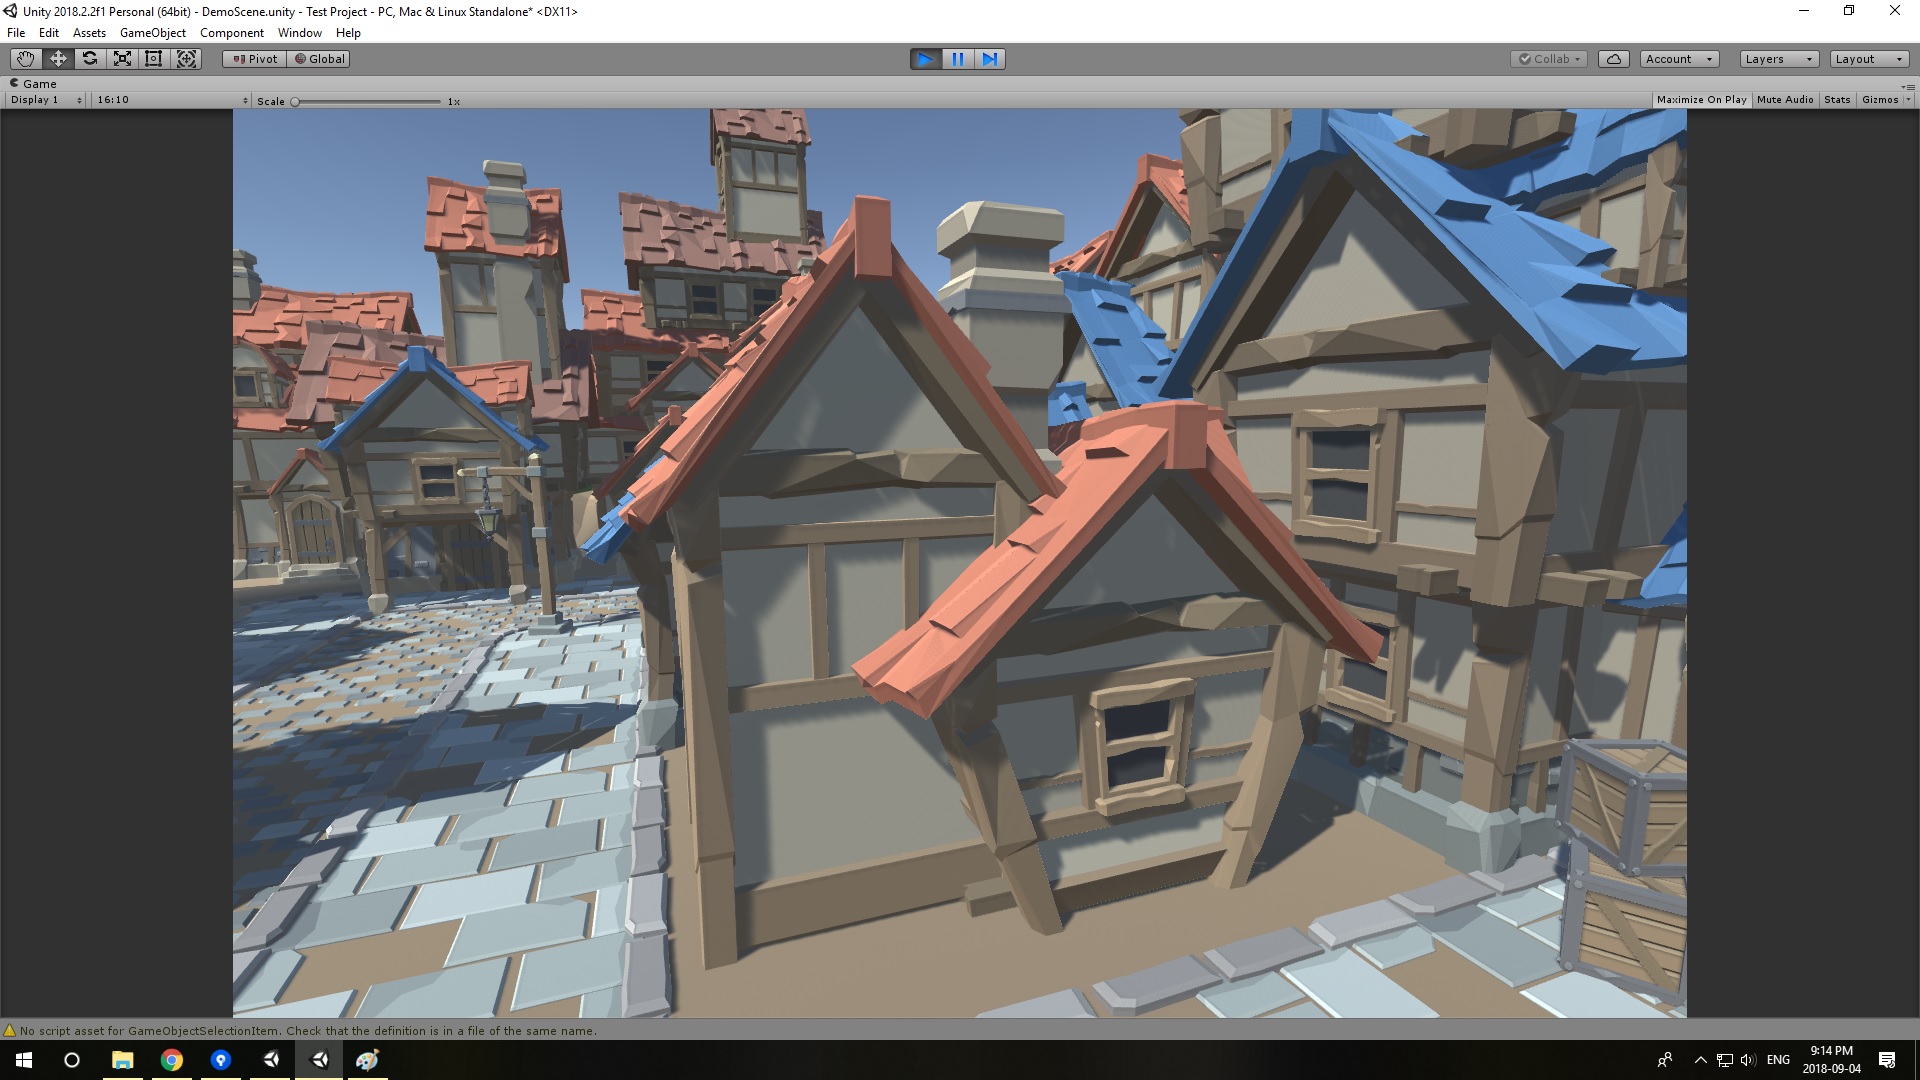 Unity 2018.2.2f1 Personal (64bit) - DemoScene.unity - Test Project - PC, Mac & Linux Standalone* <DX11>
File Edit Assets GameObject Component Window Help
Pivot Global Collab Account Layers Layout
Game
Display 1 16:10 Scale 1x Maximize On Play Mute Audio Stats Gizmos
No script asset for GameObjectSelectionItem. Check that the definition is in a file of the same name.
9:14 PM
ENG
2018-09-04